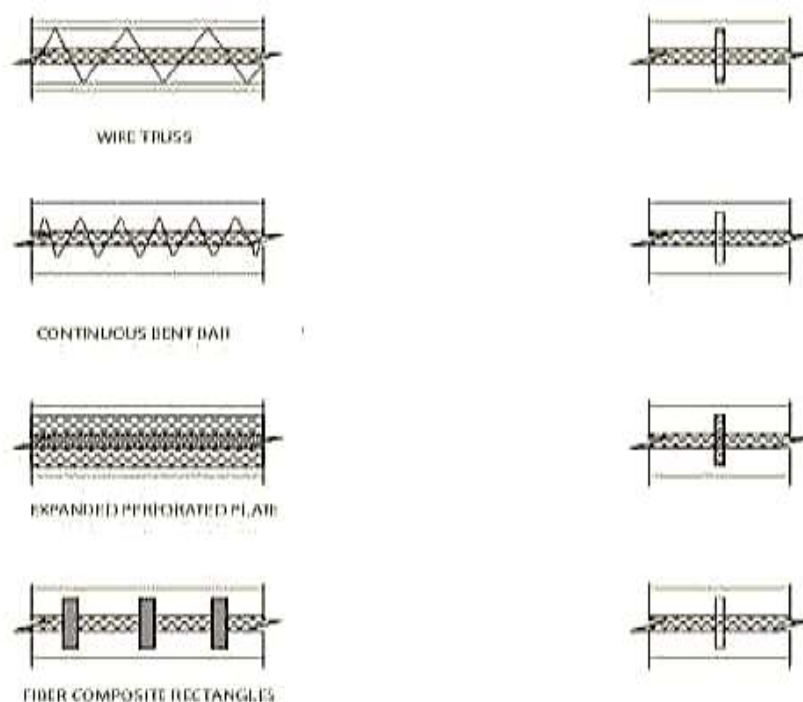 WIRE TRUSS
CONTINUOUS BENT BAR
EXPANDED PERFORATED PLATE
FIBER COMPOSITE RECTANGLES